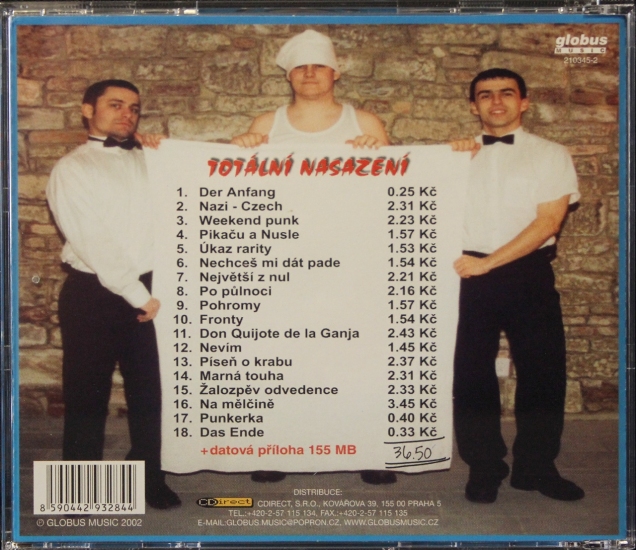 globus
MUSIC
210345-2
TOTÁLNÍ NASAZENÍ
1. Der Anfang 0.25 Kč
2. Nazi - Czech 2.31 Kč
3. Weekend punk 2.23 Kč
4. Pikaču a Nusle 1.57 Kč
5. Úkaz rarity 1.53 Kč
6. Nechceš mi dát pade 1.54 Kč
7. Největší z nul 2.21 Kč
8. Po půlnoci 2.16 Kč
9. Pohromy 1.57 Kč
10. Fronty 1.54 Kč
11. Don Quijote de la Ganja 2.43 Kč
12. Nevím 1.45 Kč
13. Píseň o krabu 2.37 Kč
14. Marná touha 2.31 Kč
15. Žalozpěv odvedence 2.33 Kč
16. Na mělčině 3.45 Kč
17. Punkerka 0.40 Kč
18. Das Ende 0.33 Kč
+datová příloha 155 MB 36.50
8 590442 932844
© GLOBUS MUSIC 2002
DISTRIBUCE:
CDirect CDIRECT, S.R.O., KOVAŘOVA 39, 155 00 PRAHA 5
TEL.:+420-2-57 115 134, FAX.:+420-2-57 115 135
E-MAIL:GLOBUS.MUSIC@POPRON.CZ, WWW.GLOBUSMUSIC.CZ